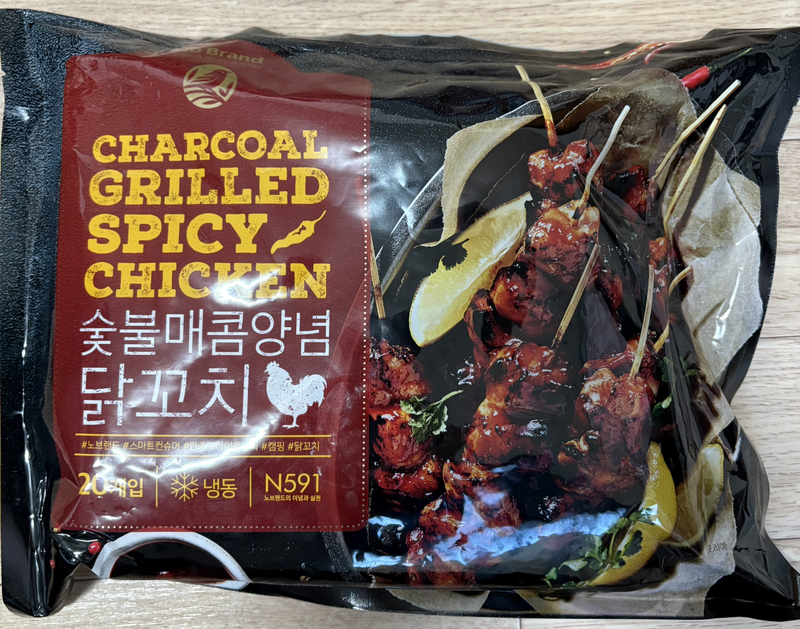 Brand
CHARCOAL
GRILLED
SPICY
CHICKEN
숯불매콤양념
닭꼬치
#노브랜드 #스마트컨슈머 #캠핑 #닭꼬치
20개입
냉동
N591
노브랜드의 이념과 실천